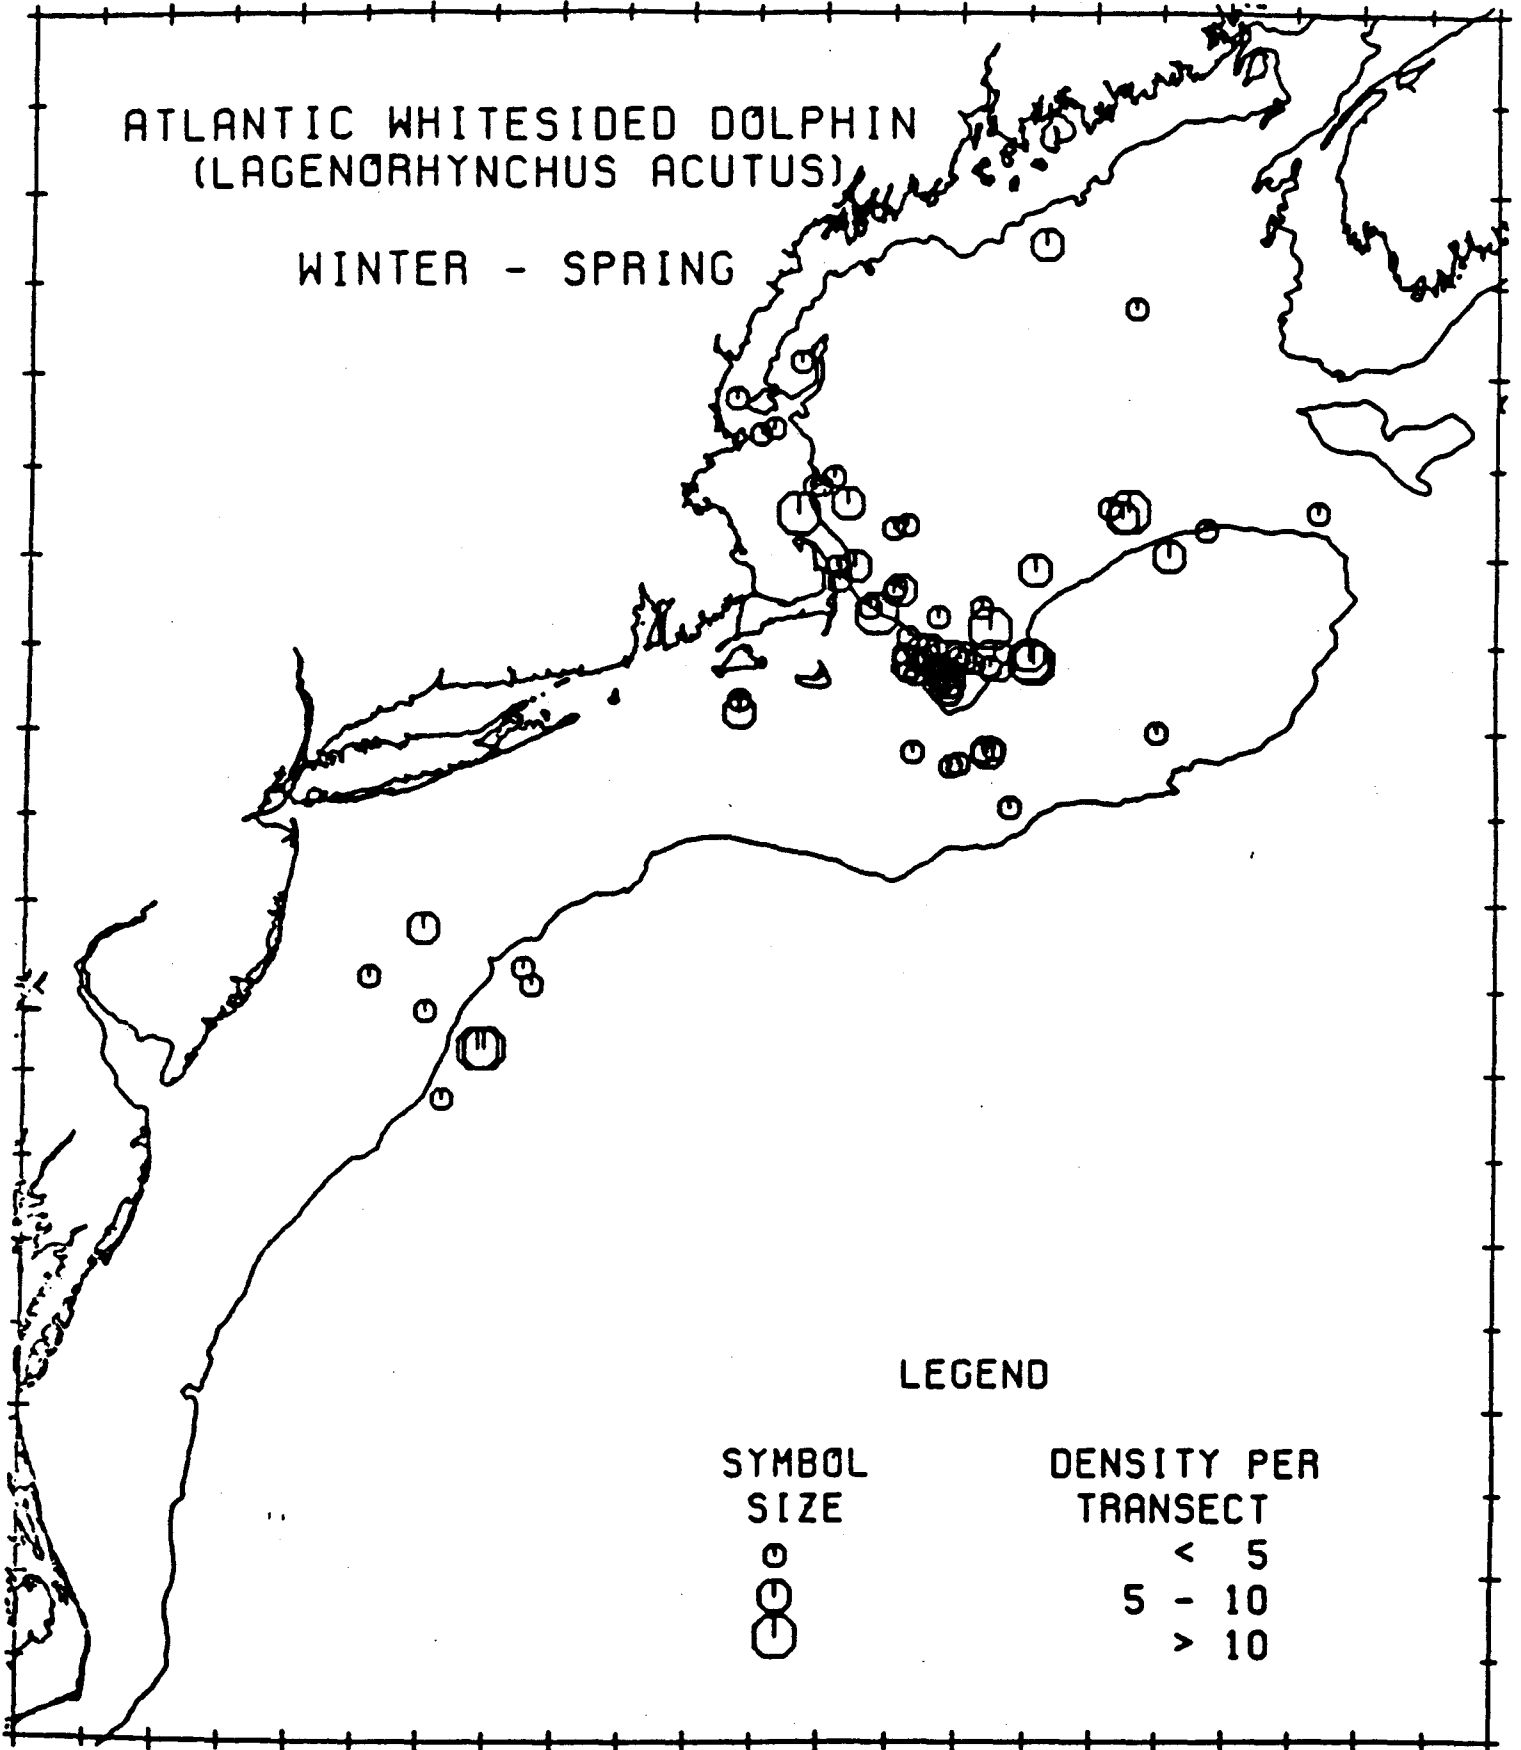 ATLANTIC WHITESIDED DOLPHIN
(LAGENORHYNCHUS ACUTUS)
WINTER - SPRING
LEGEND
SYMBOL SIZE
DENSITY PER TRANSECT
< 5
5 - 10
> 10